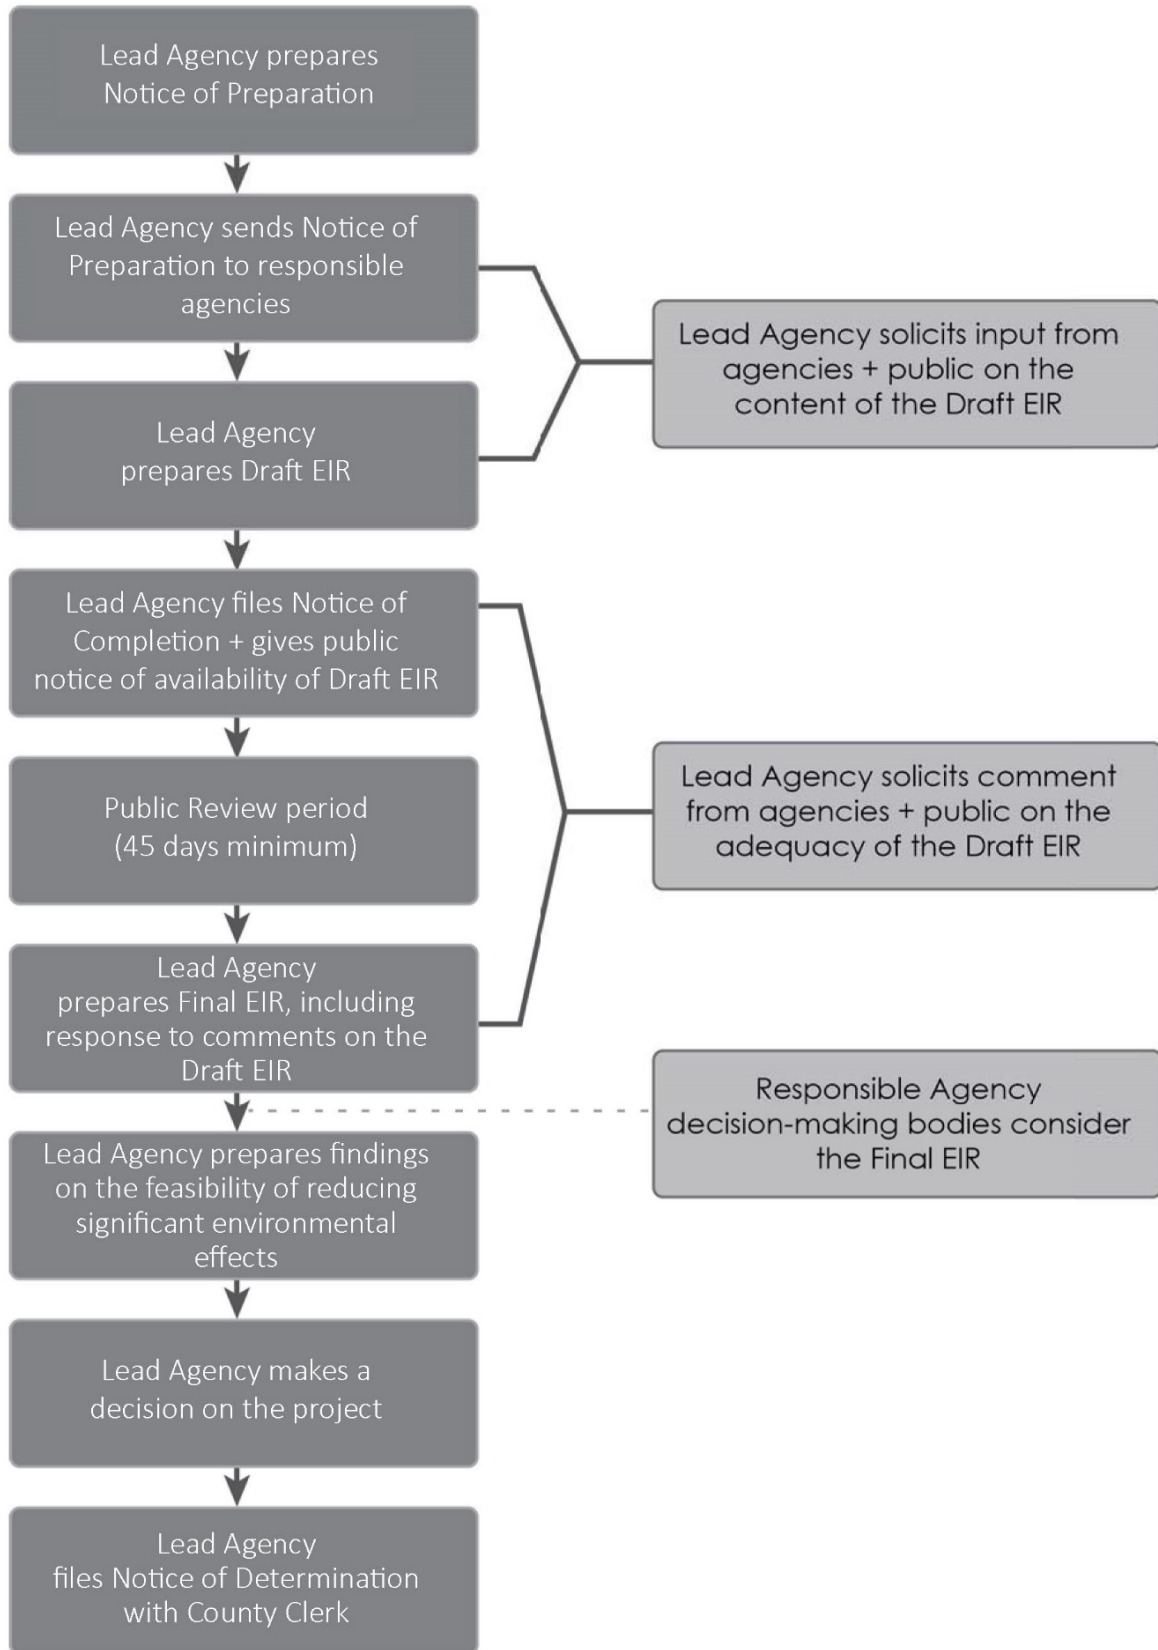 Lead Agency prepares
Notice of Preparation
Lead Agency sends Notice of
Preparation to responsible
agencies
Lead Agency solicits input from
agencies + public on the
content of the Draft EIR
Lead Agency
prepares Draft EIR
Lead Agency files Notice of
Completion + gives public
notice of availability of Draft EIR
Public Review period
(45 days minimum)
Lead Agency solicits comment
from agencies + public on the
adequacy of the Draft EIR
Lead Agency
prepares Final EIR, including
response to comments on the
Draft EIR
Responsible Agency
decision-making bodies consider
the Final EIR
Lead Agency prepares findings
on the feasibility of reducing
significant environmental
effects
Lead Agency makes a
decision on the project
Lead Agency
files Notice of Determination
with County Clerk